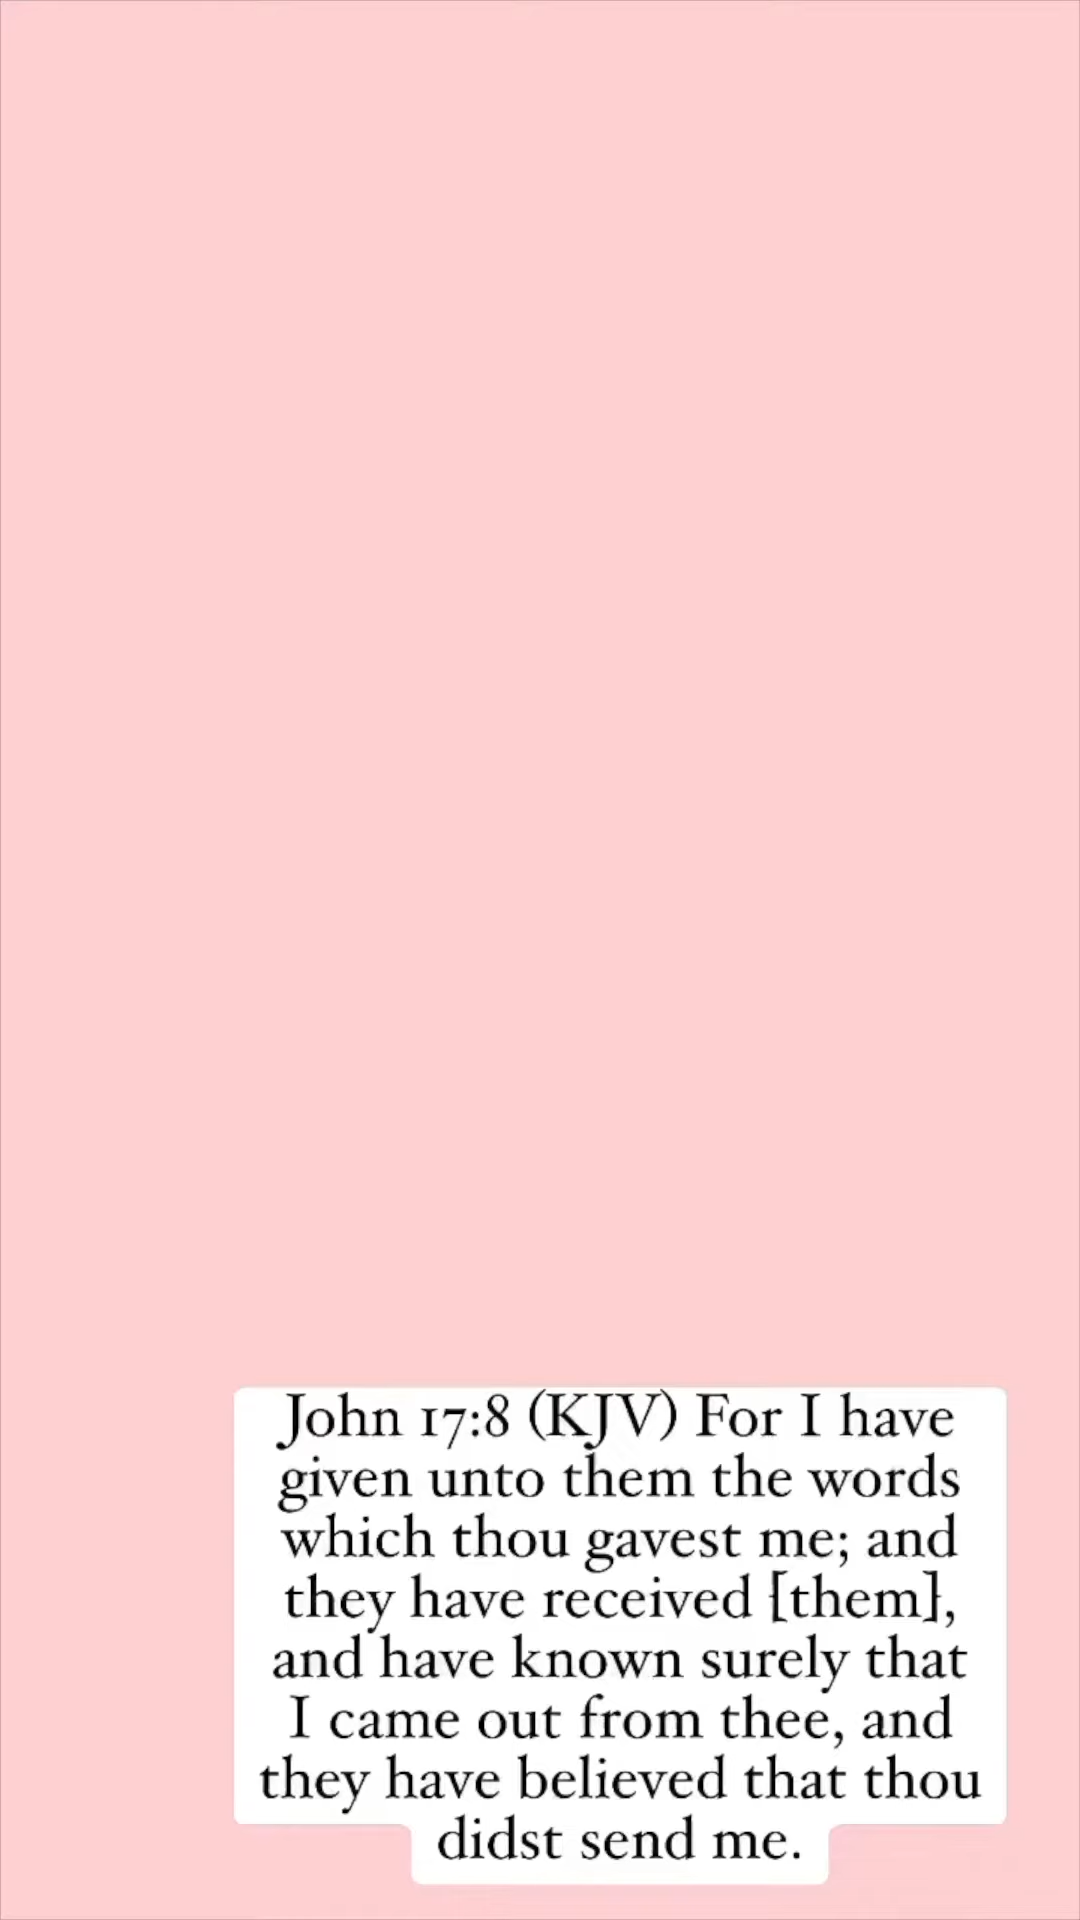 John 17:8 (KJV) For I have
given unto them the words
which thou gavest me; and
they have received [them],
and have known surely that
I came out from thee, and
they have believed that thou
didst send me.